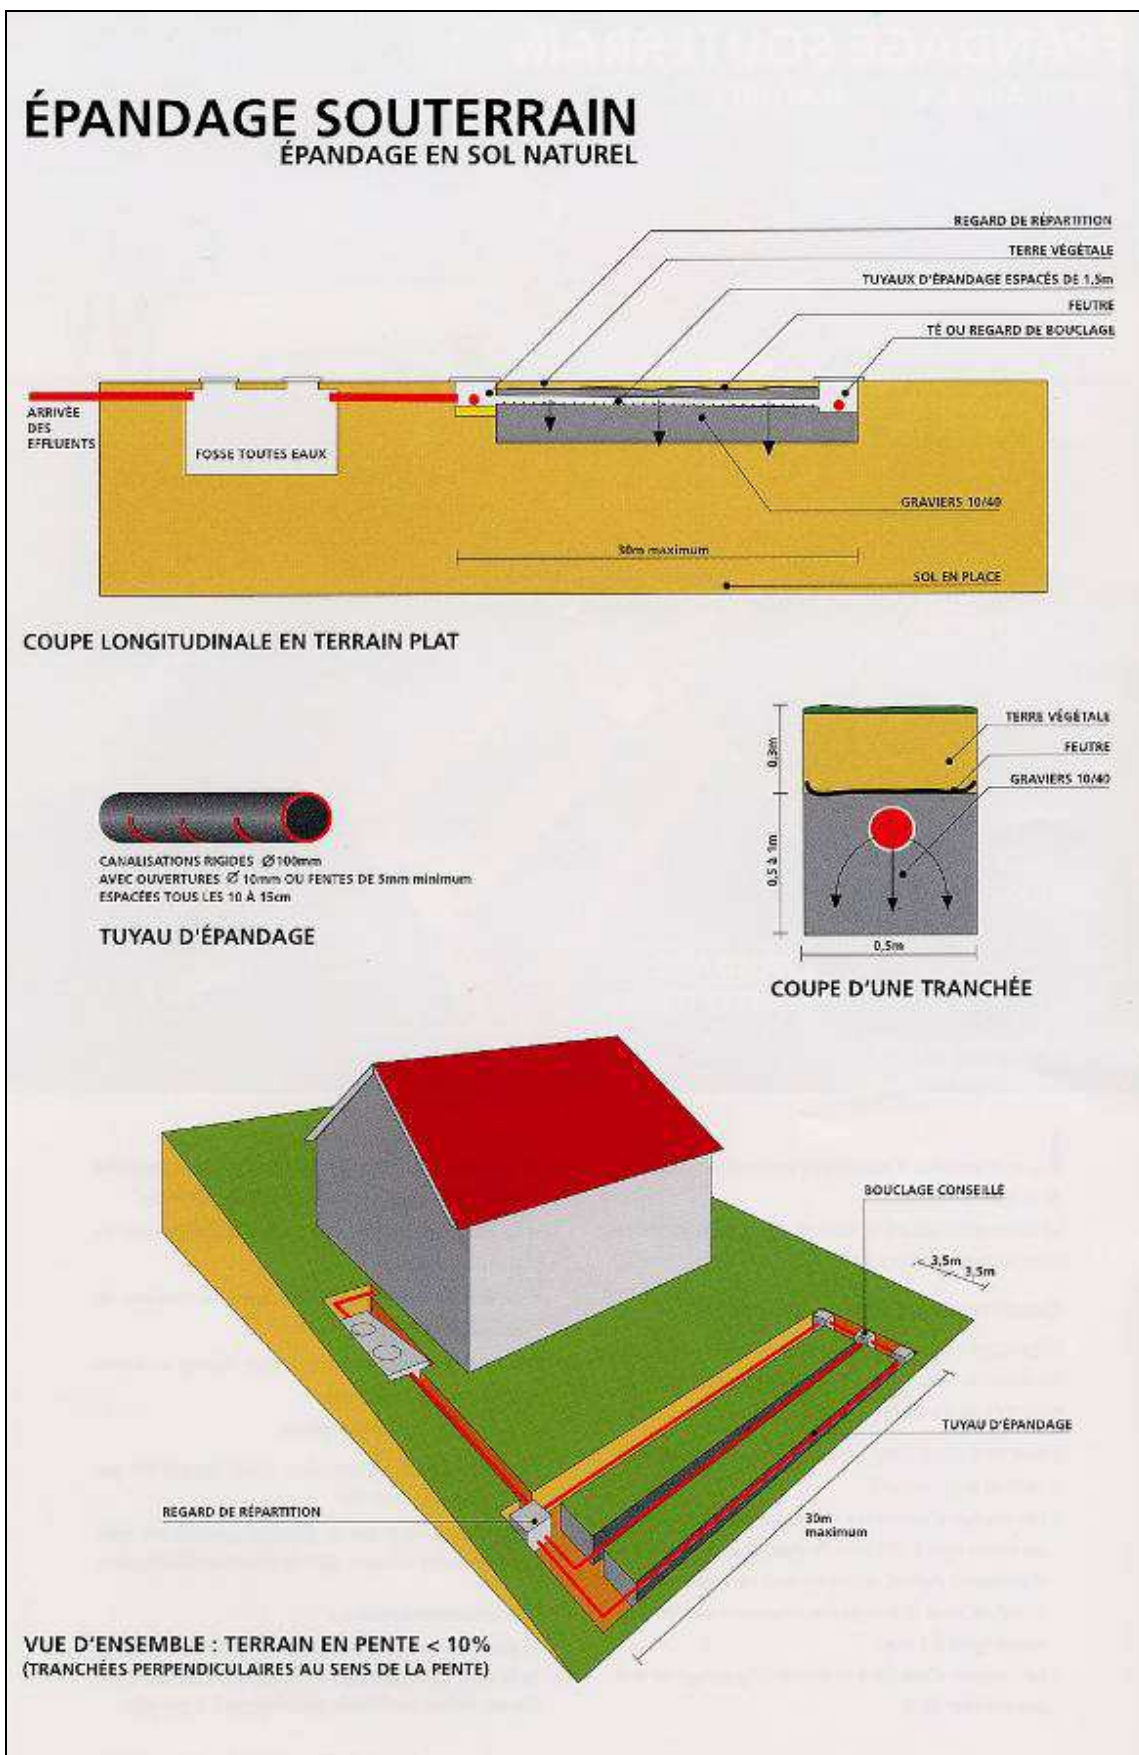 ÉPANDAGE SOUTERRAIN
ÉPANDAGE EN SOL NATUREL
REGARD DE RÉPARTITION
TERRE VÉGÉTALE
TUYAUX D'ÉPANDAGE ESPACÉS DE 1,5m
FEUTRE
TÉ OU REGARD DE BOUCLAGE
ARRIVÉE
DES
EFFLUENTS
FOSSE TOUTES EAUX
GRAVIERS 10/40
30m maximum
SOL EN PLACE
COUPE LONGITUDINALE EN TERRAIN PLAT
TERRE VÉGÉTALE
FEUTRE
GRAVIERS 10/40
0,3m
0,5 à 1m
0,5m
COUPE D'UNE TRANCHÉE
CANALISATIONS RIGIDES Ø 100mm
AVEC OUVERTURES Ø 10mm OU FENTES DE 5mm minimum
ESPACÉES TOUS LES 10 À 15cm
TUYAU D'ÉPANDAGE
BOUCLAGE CONSEILLÉ
3,5m
3,5m
TUYAU D'ÉPANDAGE
REGARD DE RÉPARTITION
30m
maximum
VUE D'ENSEMBLE : TERRAIN EN PENTE < 10%
(TRANCHÉES PERPENDICULAIRES AU SENS DE LA PENTE)